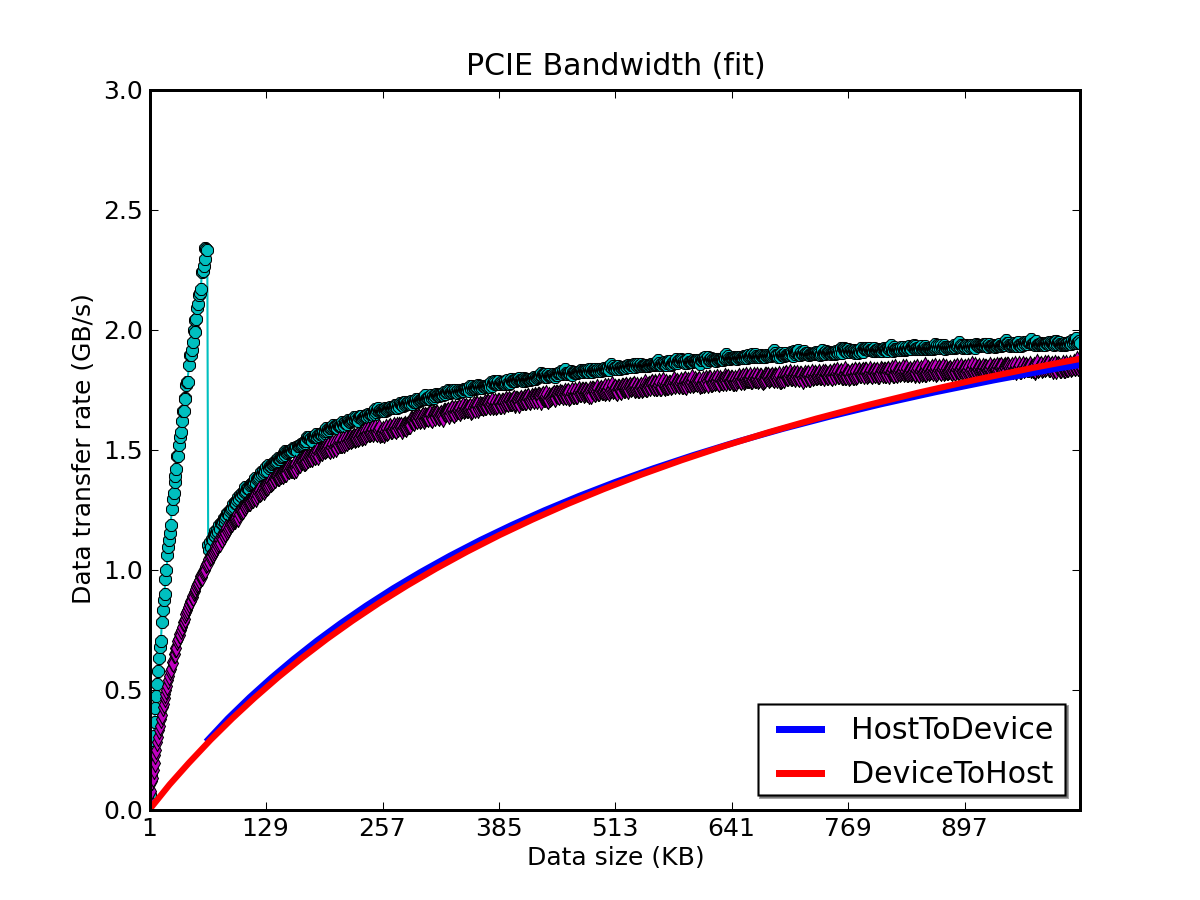 PCIE Bandwidth (fit)
3.0
2.5
2.0
1.5
1.0
0.5
0.0
Data transfer rate (GB/s)
HostToDevice
DeviceToHost
1 129 257 385 513 641 769 897
Data size (KB)